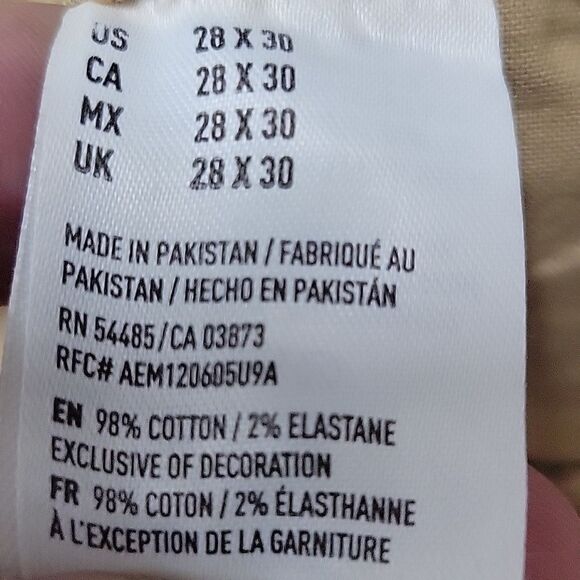 US 28 X 30
CA 28 X 30
MX 28 X 30
UK 28 X 30
MADE IN PAKISTAN / FABRIQUÉ AU
PAKISTAN / HECHO EN PAKISTÁN
RN 54485/CA 03873
RFC# AEM120605U9A
EN 98% COTTON / 2% ELASTANE
EXCLUSIVE OF DECORATION
FR 98% COTON / 2% ÉLASTHANNE
À L'EXCEPTION DE LA GARNITURE